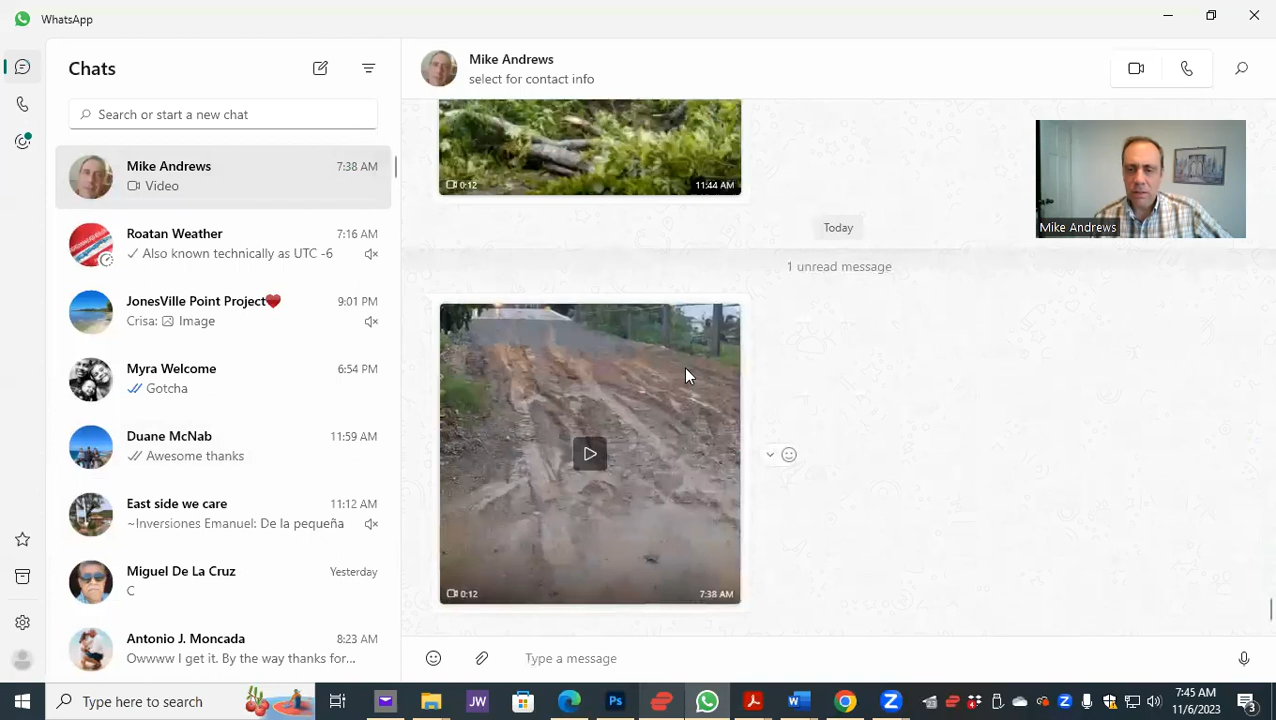 WhatsApp
Chats
Search or start a new chat
Mike Andrews
7:38 AM
Video
Roatan Weather
7:16 AM
Also known technically as UTC -6
JonesVille Point Project
9:01 PM
Crisa: Image
Myra Welcome
6:54 PM
Gotcha
Duane McNab
11:59 AM
Awesome thanks
East side we care
11:12 AM
~Inversiones Emanuel: De la pequeña
Miguel De La Cruz
Yesterday
C
Antonio J. Moncada
8:23 AM
Owwww I get it. By the way thanks for...
Mike Andrews
select for contact info
0:12
11:44 AM
Mike Andrews
Today
1 unread message
0:12
7:38 AM
Type a message
Type here to search
JW
Ps
7:45 AM
11/6/2023
3